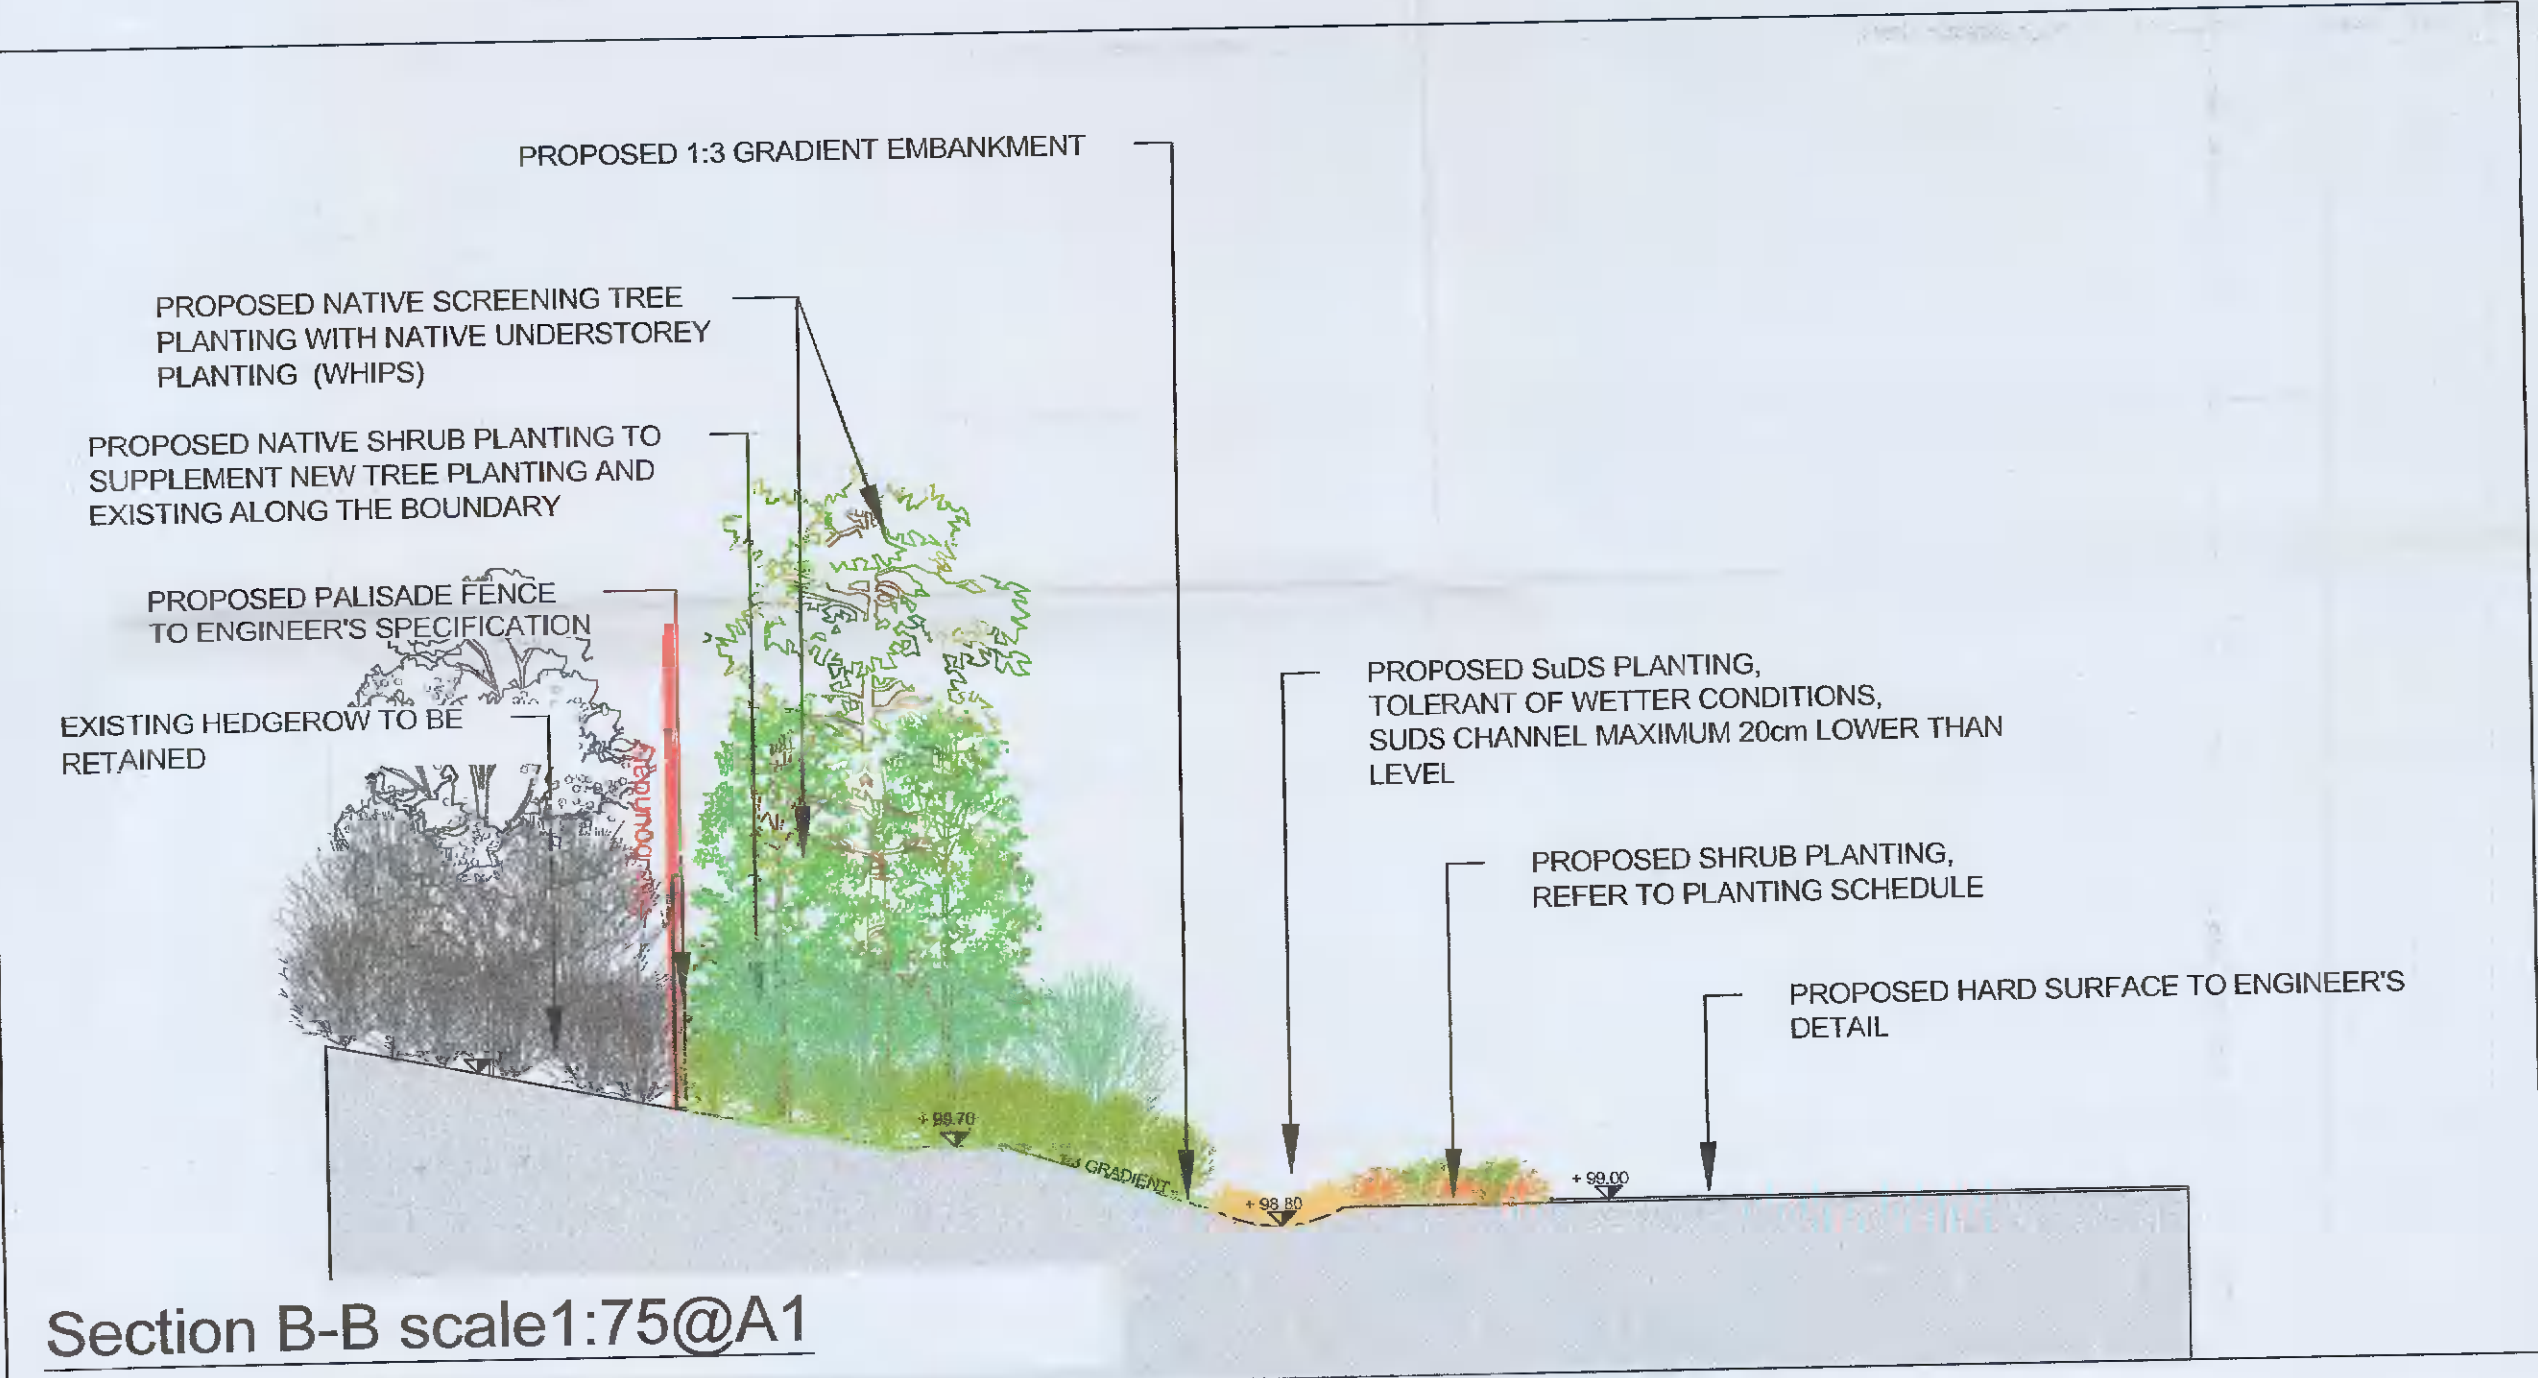 PROPOSED 1:3 GRADIENT EMBANKMENT
PROPOSED NATIVE SCREENING TREE
PLANTING WITH NATIVE UNDERSTOREY
PLANTING (WHIPS)
PROPOSED NATIVE SHRUB PLANTING TO
SUPPLEMENT NEW TREE PLANTING AND
EXISTING ALONG THE BOUNDARY
PROPOSED PALISADE FENCE
TO ENGINEER'S SPECIFICATION
EXISTING HEDGEROW TO BE
RETAINED
PROPOSED SuDS PLANTING,
TOLERANT OF WETTER CONDITIONS,
SUDS CHANNEL MAXIMUM 20cm LOWER THAN
LEVEL
PROPOSED SHRUB PLANTING,
REFER TO PLANTING SCHEDULE
PROPOSED HARD SURFACE TO ENGINEER'S
DETAIL
+ 99.70
1:3 GRADIENT
+ 98.80
+ 99.00
Section B-B scale1:75@A1